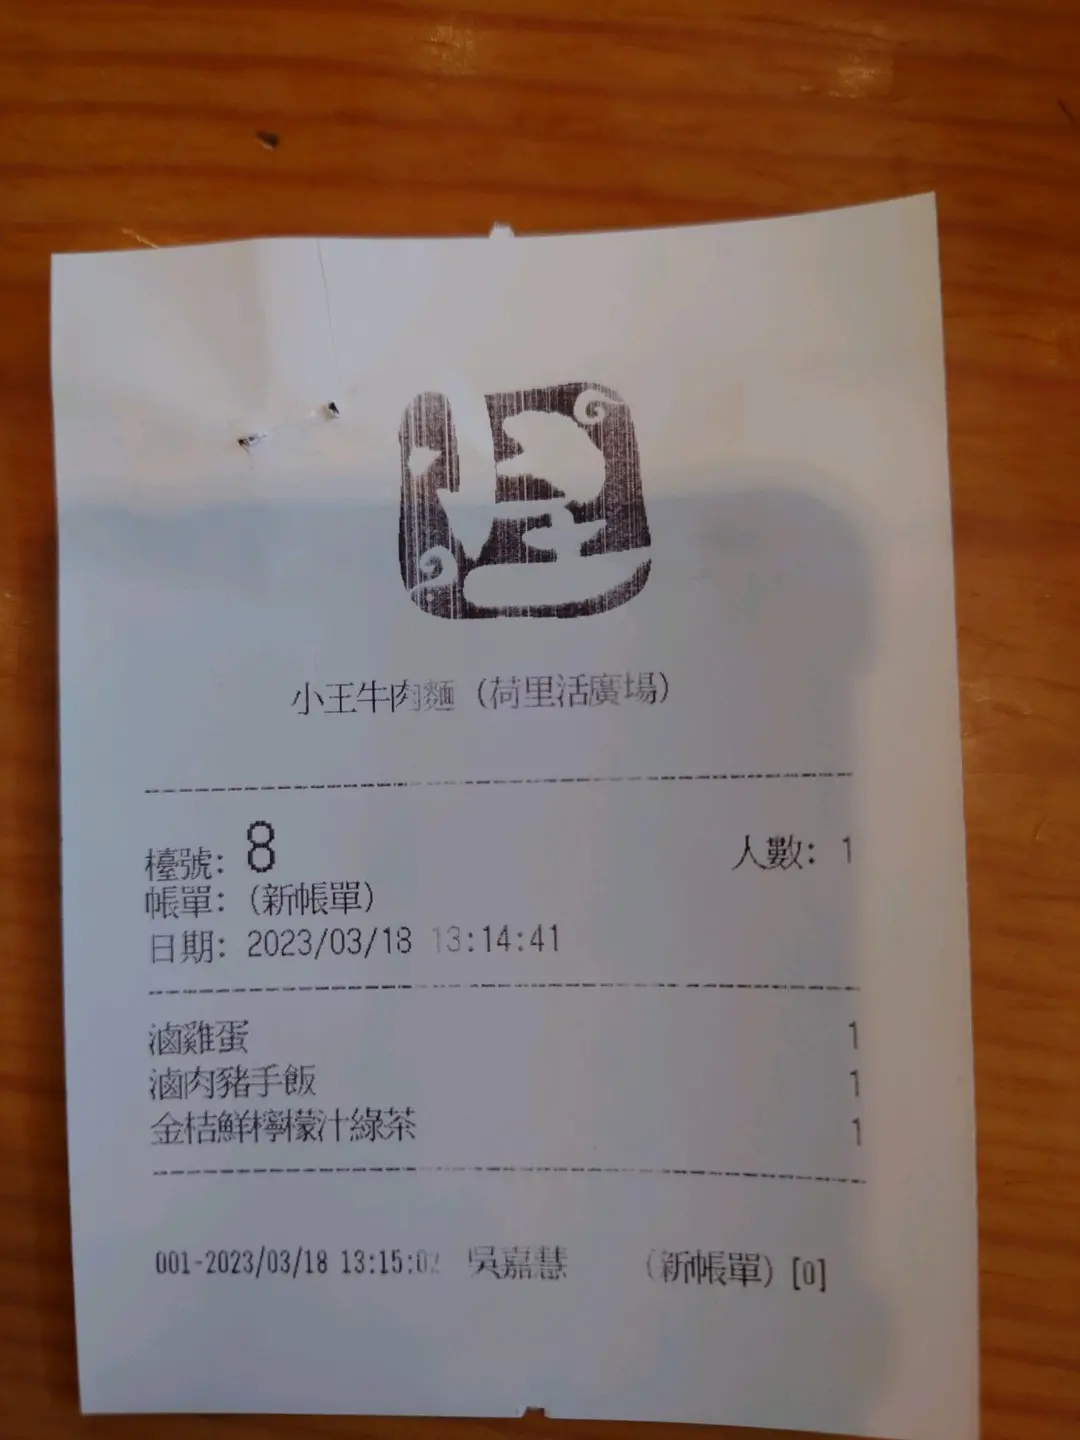 小王牛肉麵（荷里活廣場）
檯號：8 人數：1
帳單：（新帳單）
日期：2023/03/18 13:14:41
滷雞蛋 1
滷肉豬手飯 1
金桔鮮檸檬汁綠茶 1
001-2023/03/18 13:15:02 吳嘉慧 （新帳單）[0]